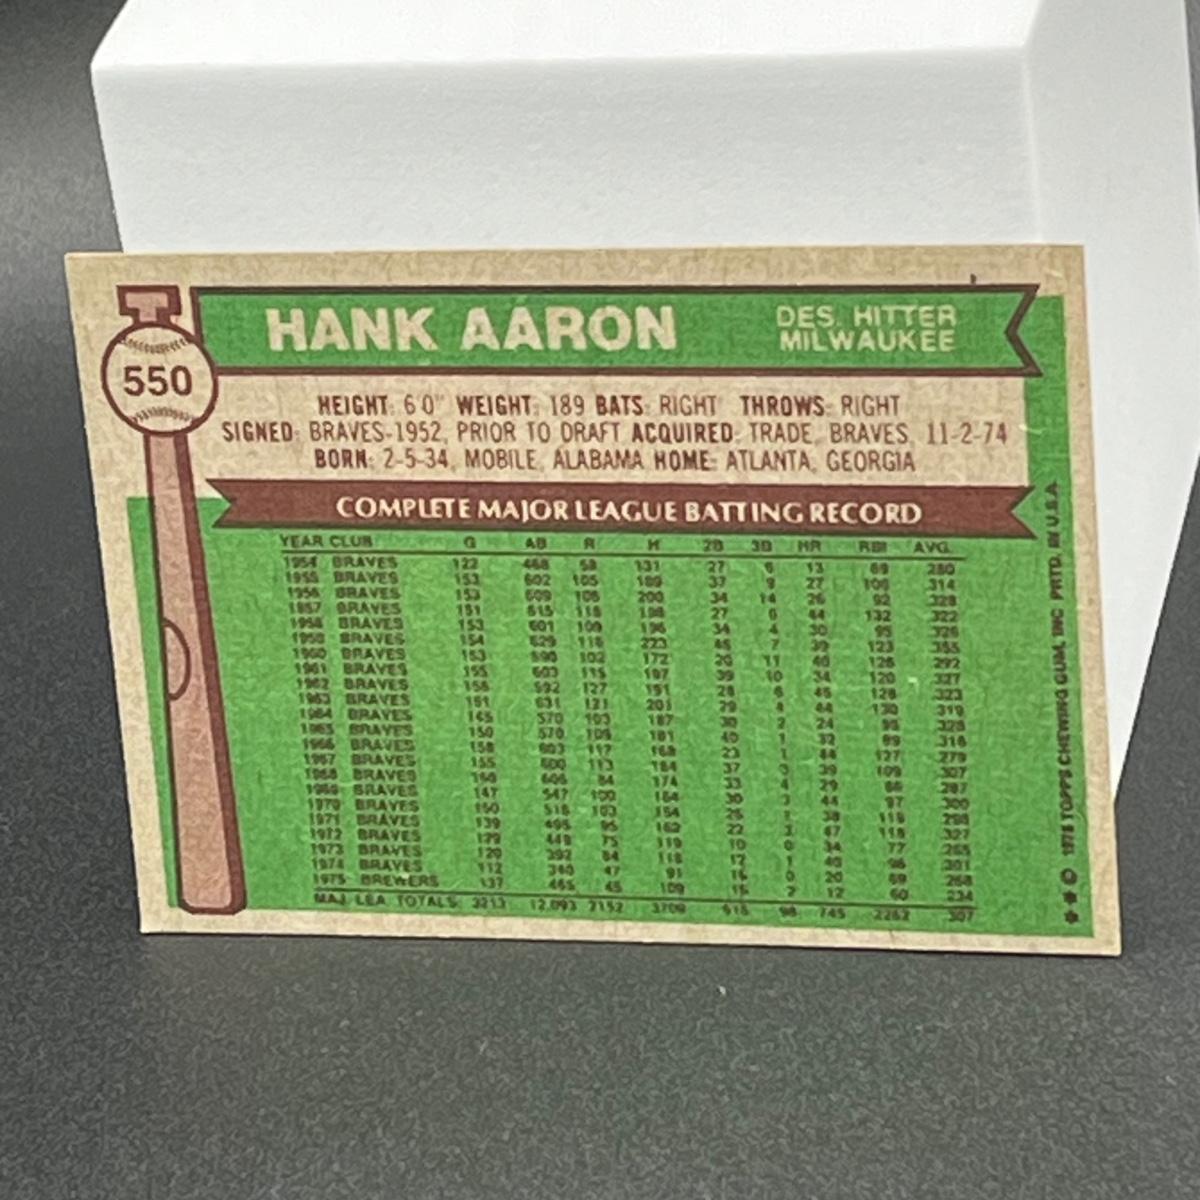 550
HANK AARON
DES. HITTER
MILWAUKEE
HEIGHT: 6'0" WEIGHT: 189 BATS: RIGHT THROWS: RIGHT
SIGNED: BRAVES-1952, PRIOR TO DRAFT ACQUIRED: TRADE, BRAVES, 11-2-74
BORN: 2-5-34, MOBILE, ALABAMA HOME: ATLANTA, GEORGIA
COMPLETE MAJOR LEAGUE BATTING RECORD
YEAR CLUB G AB R H 2B 3B HR RBI AVG.
1954 BRAVES 122 468 58 131 27 6 13 69 .280
1955 BRAVES 153 602 105 189 37 9 27 106 .314
1956 BRAVES 153 609 106 200 34 14 26 92 .328
1957 BRAVES 151 615 118 198 27 6 44 132 .322
1958 BRAVES 153 601 109 196 34 4 30 95 .326
1959 BRAVES 154 629 116 223 46 7 39 123 .355
1960 BRAVES 153 590 102 172 20 11 40 126 .292
1961 BRAVES 155 603 115 197 39 10 34 120 .327
1962 BRAVES 156 592 127 191 28 6 45 128 .323
1963 BRAVES 161 631 121 201 29 4 44 130 .319
1964 BRAVES 145 570 103 187 30 2 24 95 .328
1965 BRAVES 150 570 109 181 40 1 32 89 .318
1966 BRAVES 158 603 117 168 23 1 44 127 .279
1967 BRAVES 155 600 113 184 37 3 39 109 .307
1968 BRAVES 160 606 84 174 33 4 29 86 .287
1969 BRAVES 147 547 100 164 30 3 44 97 .300
1970 BRAVES 150 516 103 154 26 1 38 118 .298
1971 BRAVES 139 495 95 162 22 3 47 118 .327
1972 BRAVES 129 449 75 119 10 0 34 77 .265
1973 BRAVES 120 392 84 118 12 1 40 96 .301
1974 BRAVES 112 340 47 91 16 0 20 69 .268
1975 BREWERS 137 465 45 109 16 2 12 60 .234
MAJ. LEA. TOTALS: 3213 12,093 2152 3709 616 96 745 2262 .307
**© 1976 TOPPS CHEWING GUM, INC. PRTD. IN U.S.A.